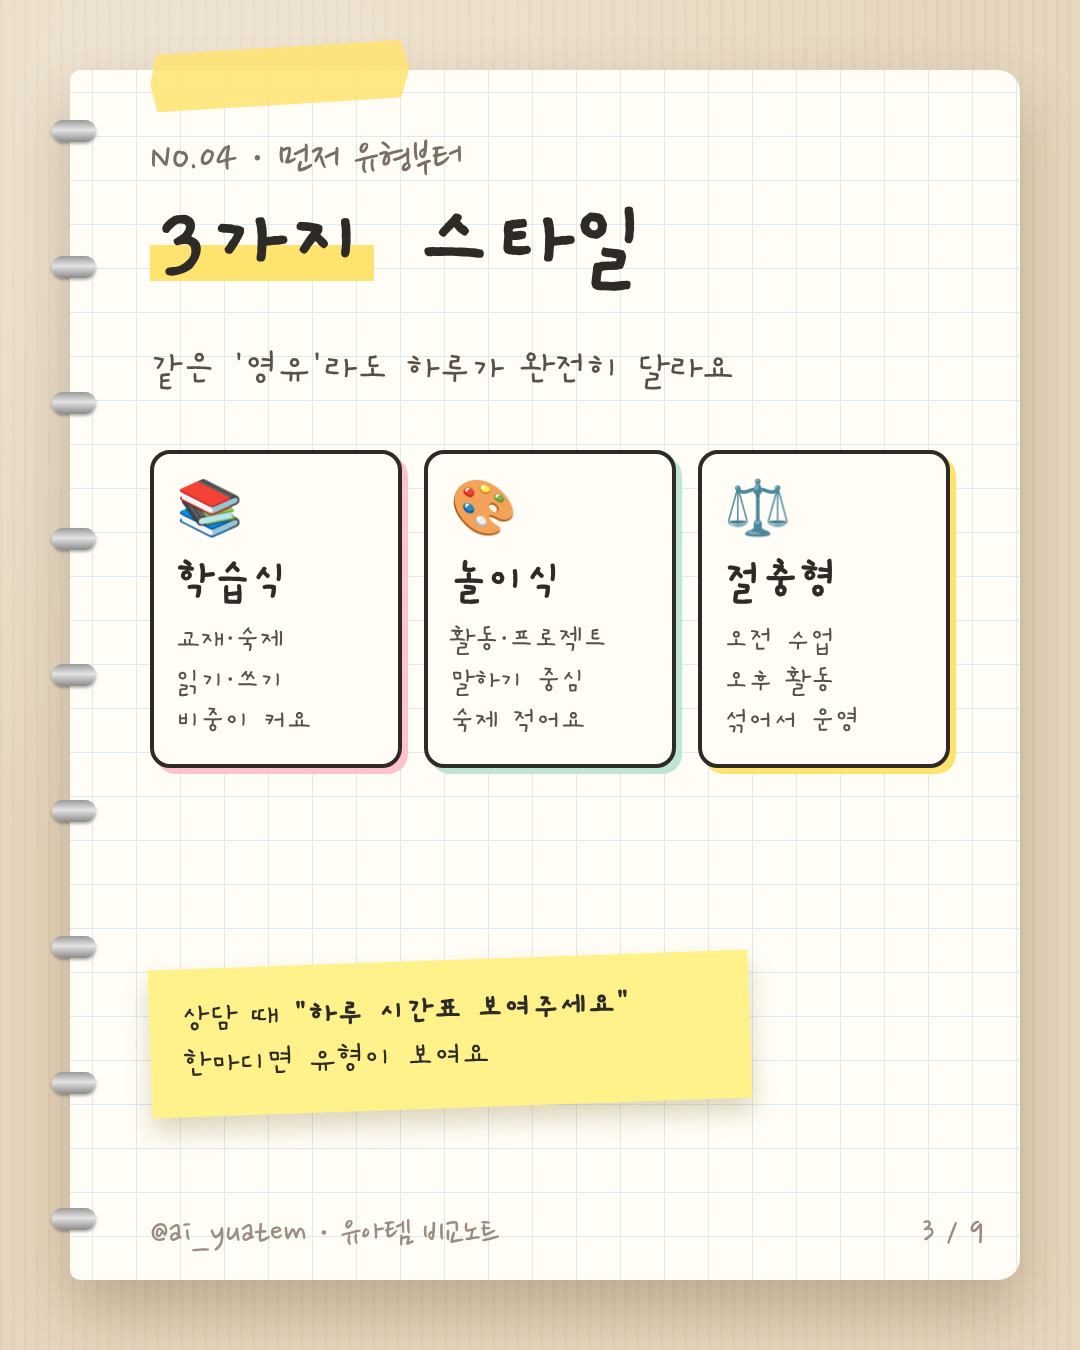 NO.04 · 먼저 유형부터
3가지 스타일
같은 '영유'라도 하루가 완전히 달라요
학습식
교재·숙제
읽기·쓰기
비중이 커요
놀이식
활동·프로젝트
말하기 중심
숙제 적어요
절충형
오전 수업
오후 활동
섞어서 운영
상담 때 "하루 시간표 보여주세요"
한마디면 유형이 보여요
@ai_yuatem · 유아템 비교노트
3 / 9